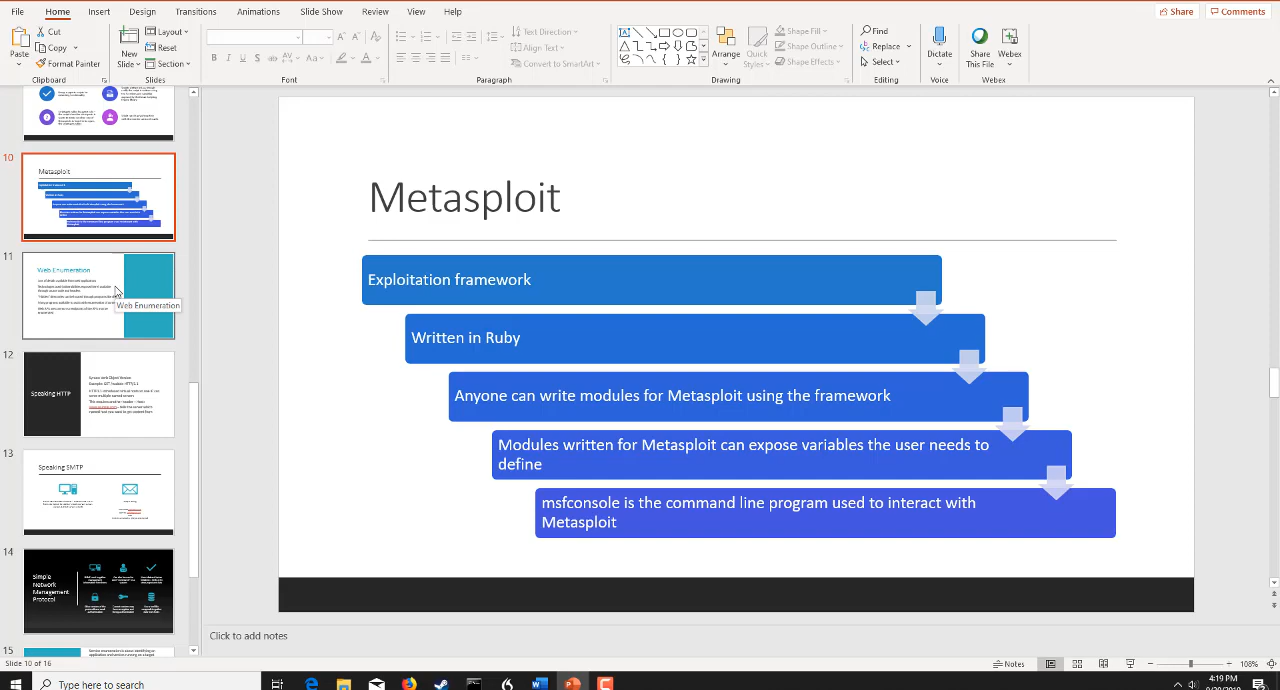 File Home Insert Design Transitions Animations Slide Show Review View Help Share Comments
Paste Cut Copy Format Painter Clipboard
New Slide Layout Reset Section Slides
B I U S Aa A Font
Text Direction Align Text Convert to SmartArt Paragraph
Arrange Quick Styles Shape Fill Shape Outline Shape Effects Drawing
Find Replace Select Editing
Dictate Voice
Share This File Webex Webex
10
Metasploit
11
Web Enumeration
Web Enumeration
12
Speaking HTTP
13
Speaking SMTP
14
Simple
Network
Management
Protocol
15
Metasploit
Exploitation framework
Written in Ruby
Anyone can write modules for Metasploit using the framework
Modules written for Metasploit can expose variables the user needs to
define
msfconsole is the command line program used to interact with
Metasploit
Click to add notes
Slide 10 of 16 Notes 108%
Type here to search
4:19 PM